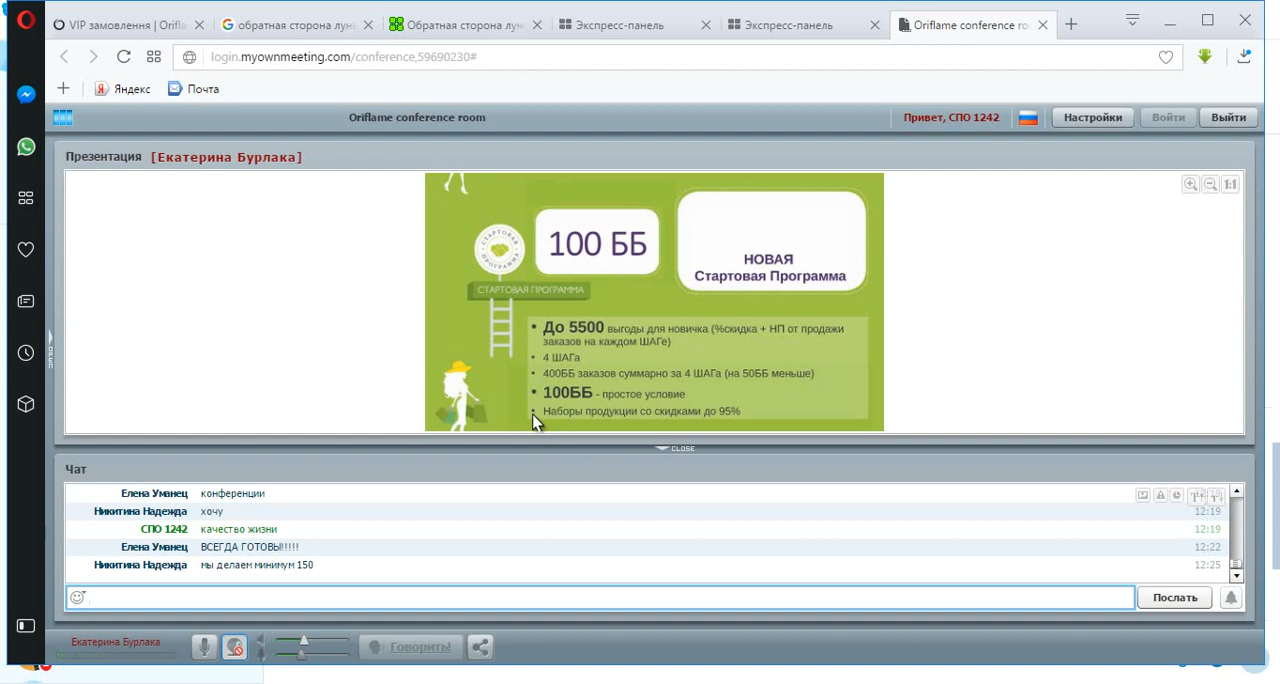 VIP замовлення | Orifla
обратная сторона лун
Обратная сторона лун
Экспресс-панель
Экспресс-панель
Oriflame conference roo
login.myownmeeting.com/conference,59690230#
Яндекс
Почта
Oriflame conference room
Привет, СПО 1242
Настройки
Войти
Выйти
Презентация [Екатерина Бурлака]
1:1
СТАРТОВАЯ ПРОГРАММА
100 ББ
НОВАЯ
Стартовая Программа
СТАРТОВАЯ ПРОГРАММА
• До 5500 выгоды для новичка (%скидка + НП от продажи
заказов на каждом ШАГе)
• 4 ШАГа
• 400ББ заказов суммарно за 4 ШАГа (на 50ББ меньше)
• 100ББ - простое условие
• Наборы продукции со скидками до 95%
CLOSE
Чат
Елена Уманец конференции
Никитина Надежда хочу 12:19
СПО 1242 качество жизни 12:19
Елена Уманец ВСЕГДА ГОТОВЫ!!!!! 12:22
Никитина Надежда мы делаем минимум 150 12:25
Послать
Екатерина Бурлака
Говорить!